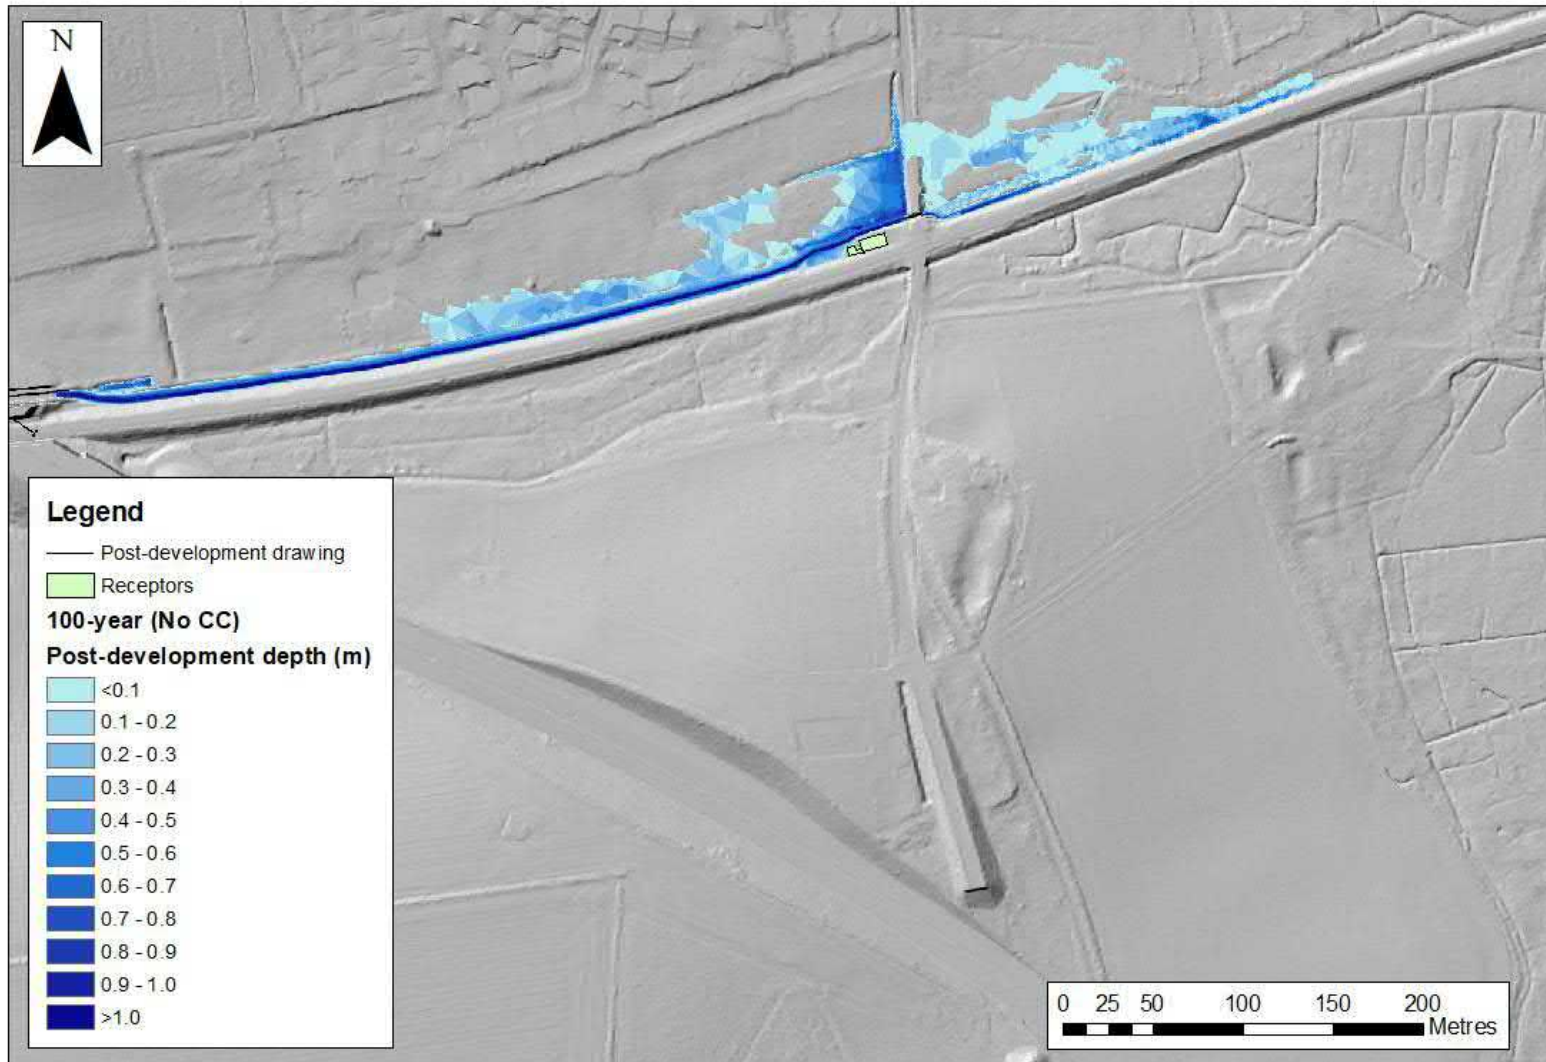 N
Legend
Post-development drawing
Receptors
100-year (No CC)
Post-development depth (m)
<0.1
0.1 - 0.2
0.2 - 0.3
0.3 - 0.4
0.4 - 0.5
0.5 - 0.6
0.6 - 0.7
0.7 - 0.8
0.8 - 0.9
0.9 - 1.0
>1.0
0 25 50 100 150 200
Metres